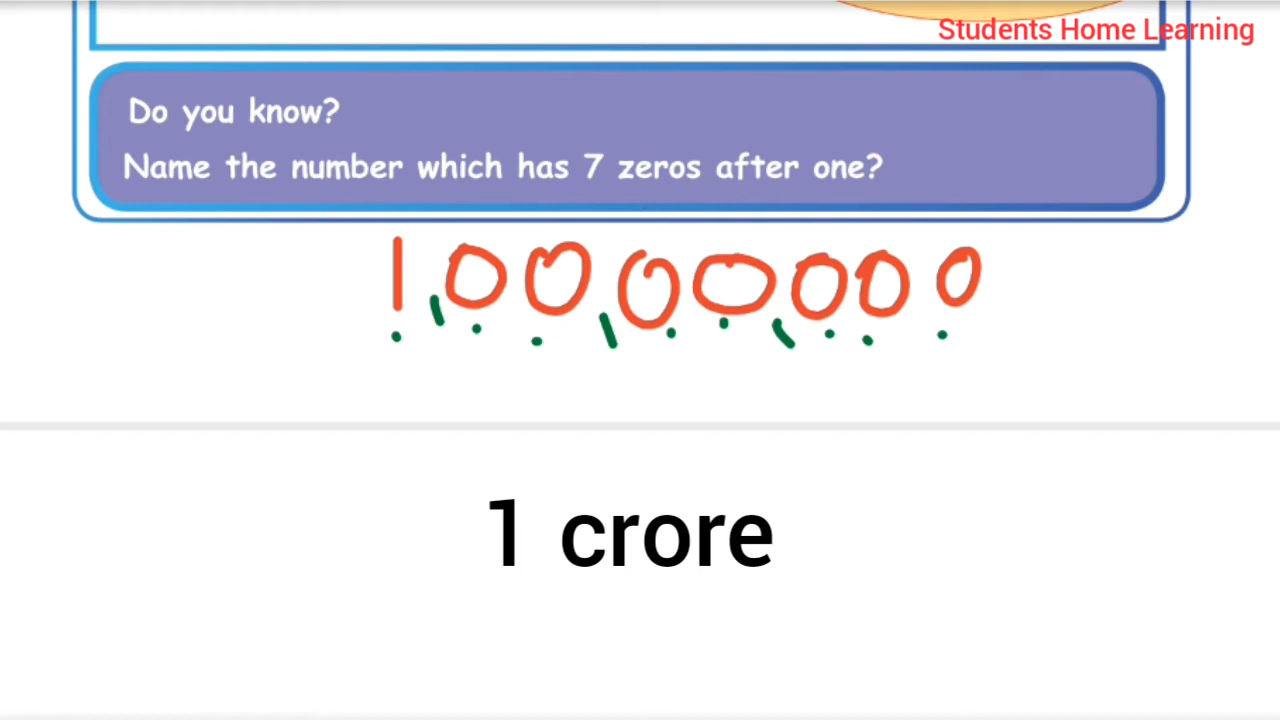 Students Home Learning
Do you know?
Name the number which has 7 zeros after one?
1,00,00,000
1 crore